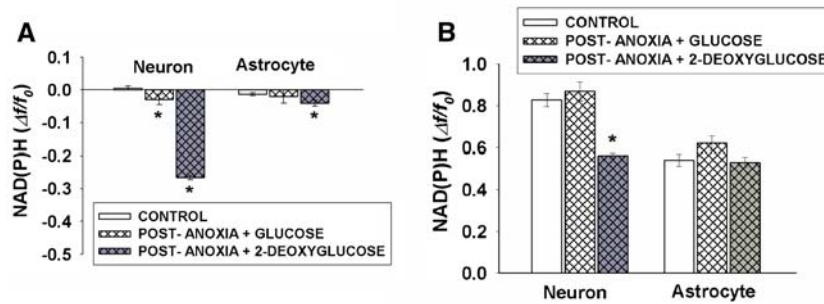 A
NAD(P)H (Δf/f0)
0.1
0.0
-0.1
-0.2
-0.3
-0.4
-0.5
Neuron
Astrocyte
*
*
*
CONTROL
POST- ANOXIA + GLUCOSE
POST- ANOXIA + 2-DEOXYGLUCOSE
B
CONTROL
POST- ANOXIA + GLUCOSE
POST- ANOXIA + 2-DEOXYGLUCOSE
NAD(P)H (Δf/f0)
1.0
0.8
0.6
0.4
0.2
0.0
*
Neuron
Astrocyte